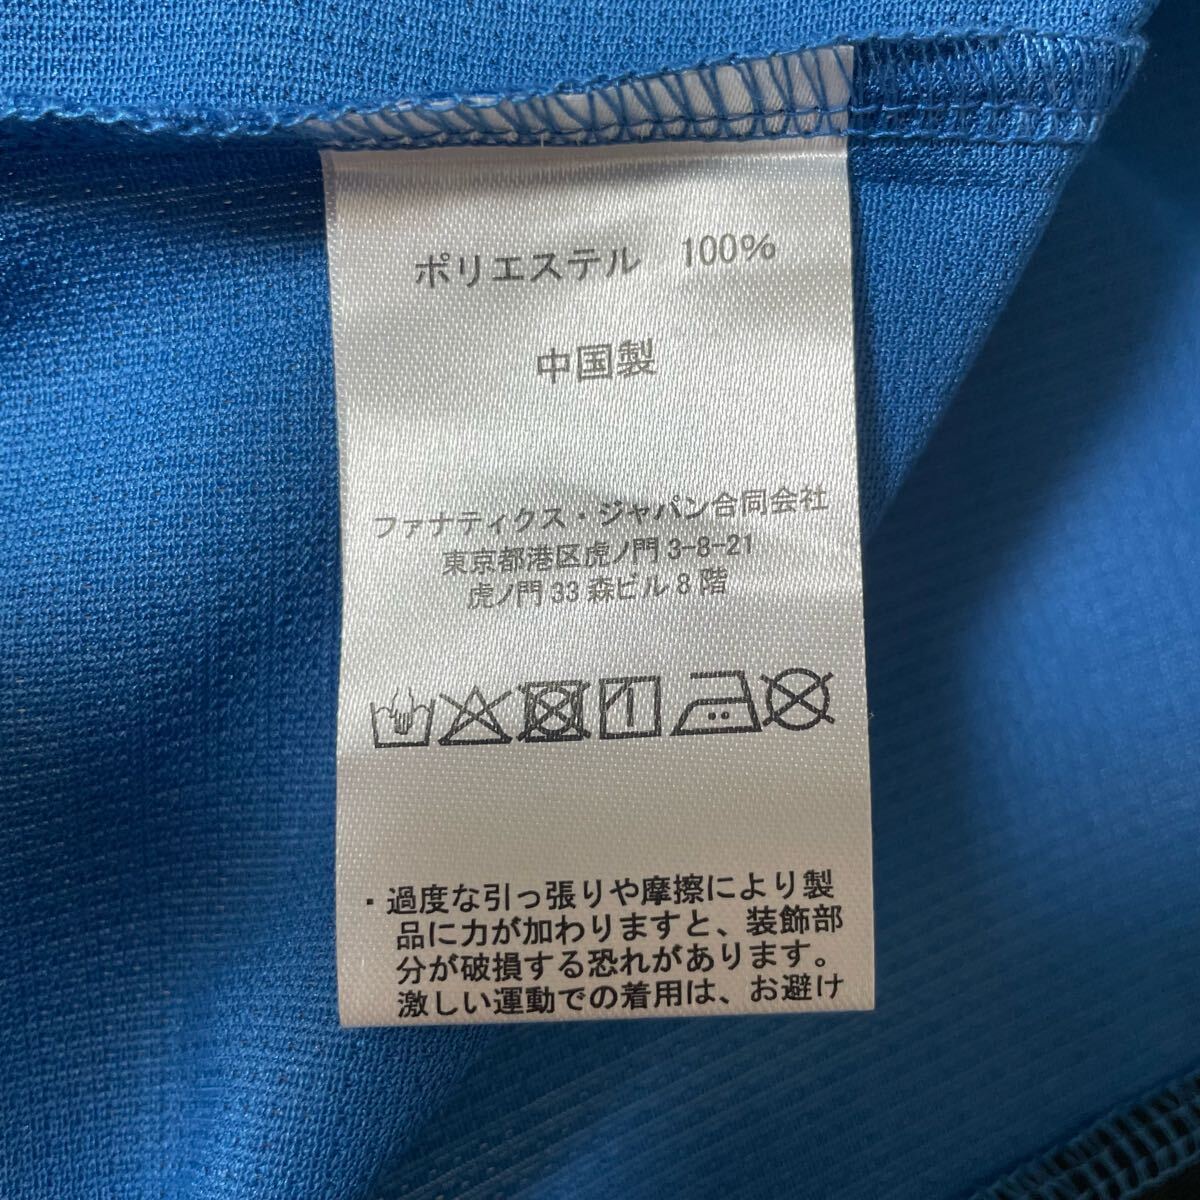 ポリエステル 100%
中国製
ファナティクス・ジャパン合同会社
東京都港区虎ノ門3-8-21
虎ノ門33森ビル8階
・過度な引っ張りや摩擦により製
品に力が加わりますと、装飾部
分が破損する恐れがあります。
激しい運動での着用は、お避け